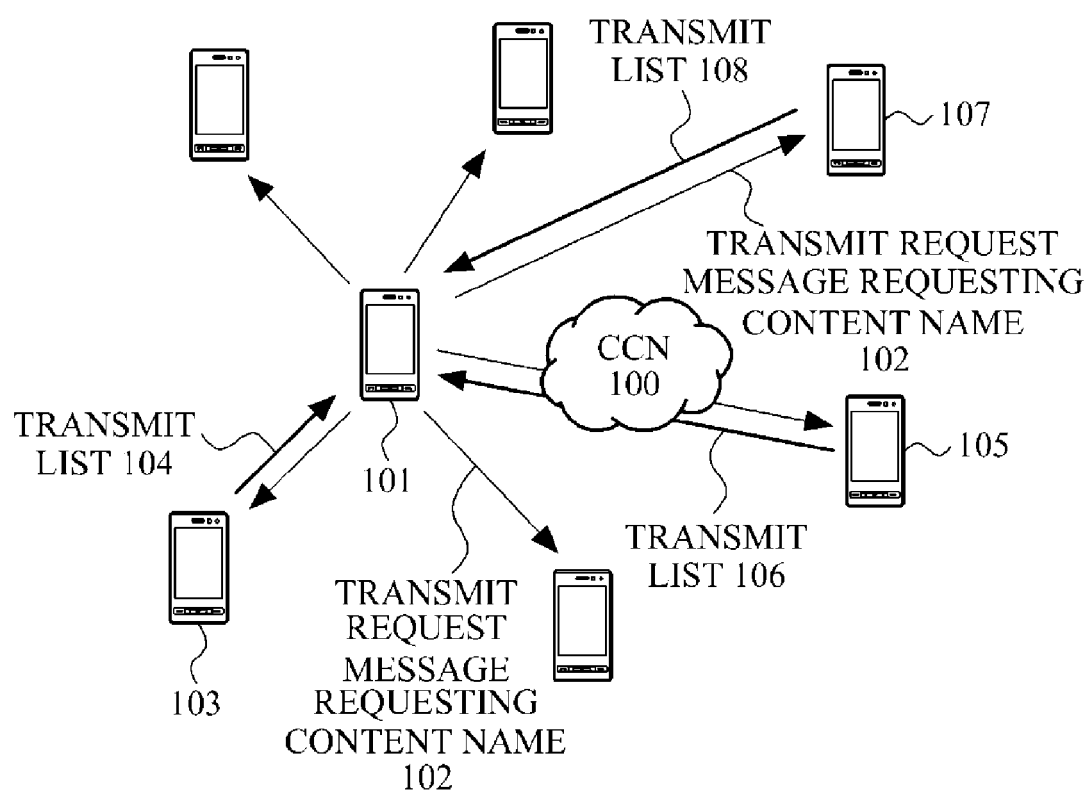 TRANSMIT
LIST 108
107
TRANSMIT REQUEST
MESSAGE REQUESTING
CONTENT NAME
102
CCN
100
TRANSMIT
LIST 104
101
105
TRANSMIT
LIST 106
103
TRANSMIT
REQUEST
MESSAGE
REQUESTING
CONTENT NAME
102